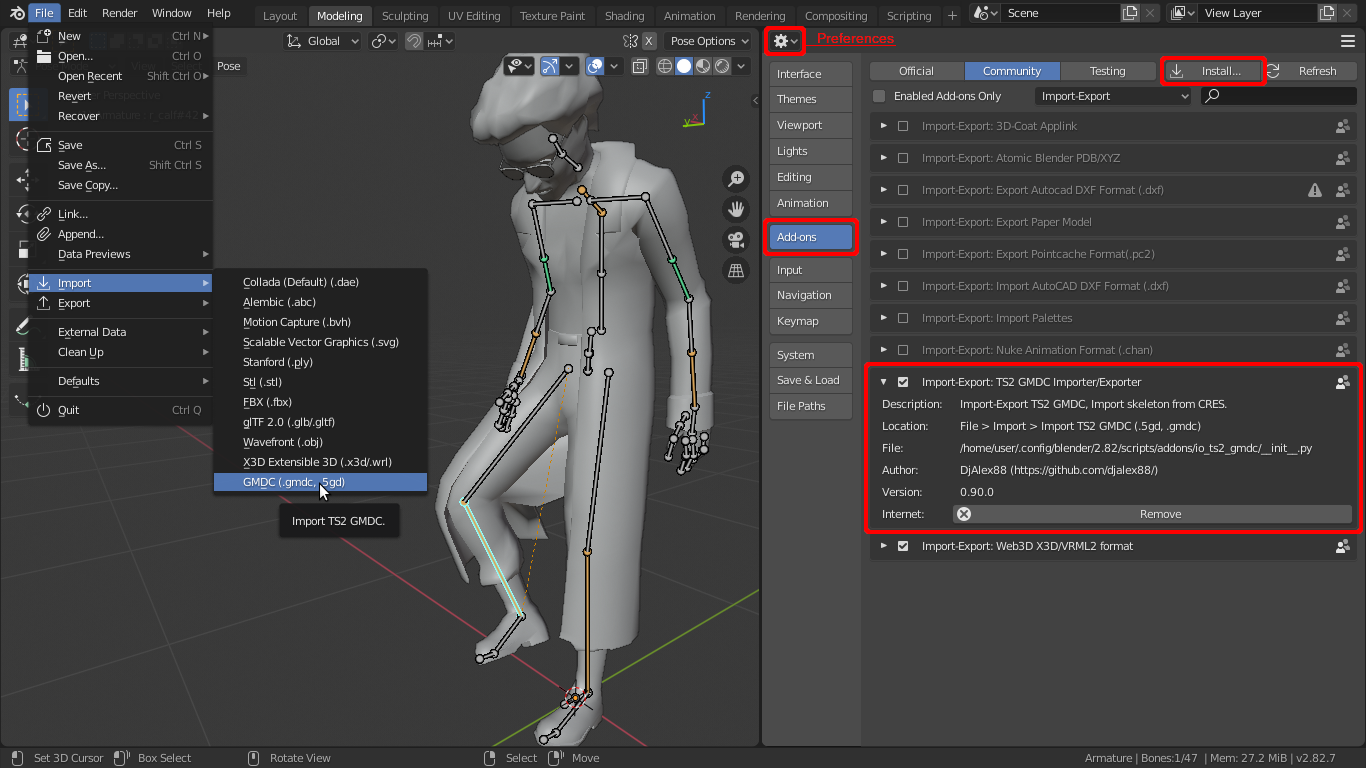 File Edit Render Window Help Layout Modeling Sculpting UV Editing Texture Paint Shading Animation Rendering Compositing Scripting + Scene View Layer
New Ctrl N
Open... Ctrl O
Open Recent Shift Ctrl O
Revert
Recover
Save Ctrl S
Save As... Shift Ctrl S
Save Copy...
Link...
Append...
Data Previews
Import
Export
External Data
Clean Up
Defaults
Quit Ctrl Q
Global
X Pose Options
Pose
Collada (Default) (.dae)
Alembic (.abc)
Motion Capture (.bvh)
Scalable Vector Graphics (.svg)
Stanford (.ply)
Stl (.stl)
FBX (.fbx)
glTF 2.0 (.glb/.gltf)
Wavefront (.obj)
X3D Extensible 3D (.x3d/.wrl)
GMDC (.gmdc, .5gd)
Import TS2 GMDC.
z
y
x
Preferences
Interface
Themes
Viewport
Lights
Editing
Animation
Add-ons
Input
Navigation
Keymap
System
Save & Load
File Paths
Official Community Testing Install... Refresh
Enabled Add-ons Only Import-Export
Import-Export: 3D-Coat Applink
Import-Export: Atomic Blender PDB/XYZ
Import-Export: Export Autocad DXF Format (.dxf)
Import-Export: Export Paper Model
Import-Export: Export Pointcache Format(.pc2)
Import-Export: Import AutoCAD DXF Format (.dxf)
Import-Export: Import Palettes
Import-Export: Nuke Animation Format (.chan)
Import-Export: TS2 GMDC Importer/Exporter
Description: Import-Export TS2 GMDC, Import skeleton from CRES.
Location: File > Import > Import TS2 GMDC (.5gd, .gmdc)
File: /home/user/.config/blender/2.82/scripts/addons/io_ts2_gmdc/__init__.py
Author: DjAlex88 (https://github.com/djalex88/)
Version: 0.90.0
Internet: Remove
Import-Export: Web3D X3D/VRML2 format
Set 3D Cursor Box Select Rotate View Select Move Armature | Bones:1/47 | Mem: 27.2 MiB | v2.82.7